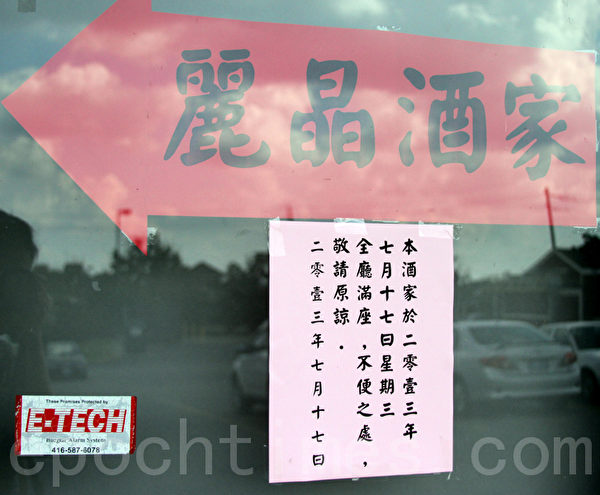 麗晶酒家
本酒家於二零壹三年
七月十七日星期三
全廳滿座，不便之處，
敬請原諒．
二零壹三年七月十七日
These Premises Protected by
E-TECH
Burglar Alarm System
416-587-8078
epochtimes.com